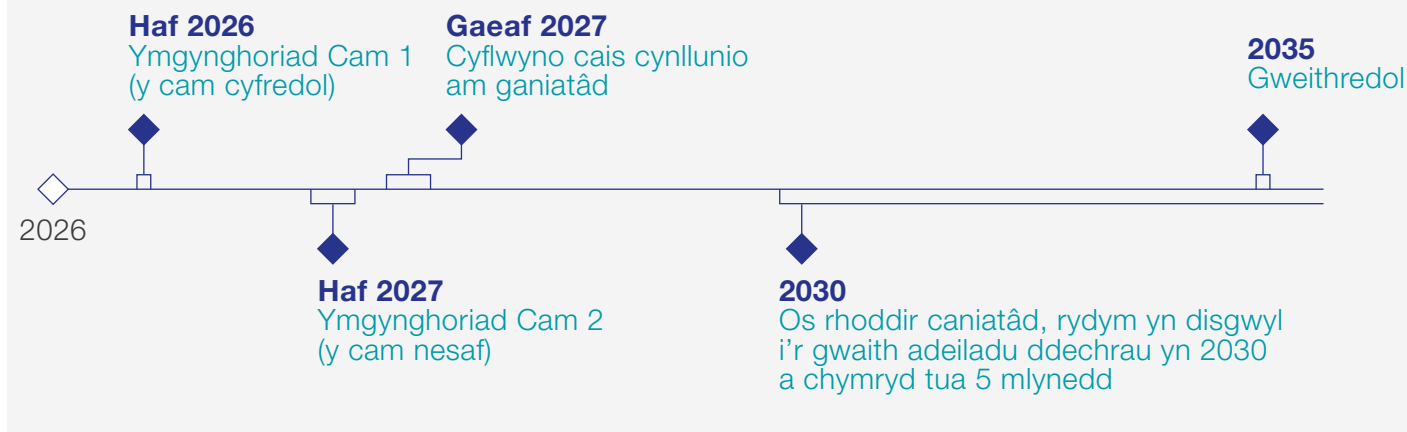 Haf 2026
Ymgynghoriad Cam 1
(y cam cyfredol)
Gaeaf 2027
Cyflwyno cais cynllunio
am ganiatâd
2035
Gweithredol
2026
Haf 2027
Ymgynghoriad Cam 2
(y cam nesaf)
2030
Os rhoddir caniatâd, rydym yn disgwyl
i’r gwaith adeiladu ddechrau yn 2030
a chymryd tua 5 mlynedd